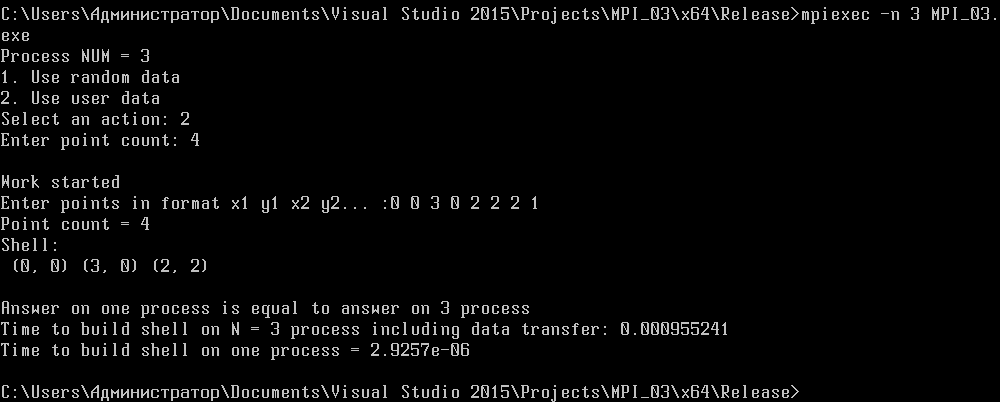 C:\Users\Администратор\Documents\Visual Studio 2015\Projects\MPI_03\x64\Release>mpiexec -n 3 MPI_03.
exe
Process NUM = 3
1. Use random data
2. Use user data
Select an action: 2
Enter point count: 4
Work started
Enter points in format x1 y1 x2 y2... :0 0 3 0 2 2 2 1
Point count = 4
Shell:
(0, 0) (3, 0) (2, 2)
Answer on one process is equal to answer on 3 process
Time to build shell on N = 3 process including data transfer: 0.000955241
Time to build shell on one process = 2.9257e-06
C:\Users\Администратор\Documents\Visual Studio 2015\Projects\MPI_03\x64\Release>